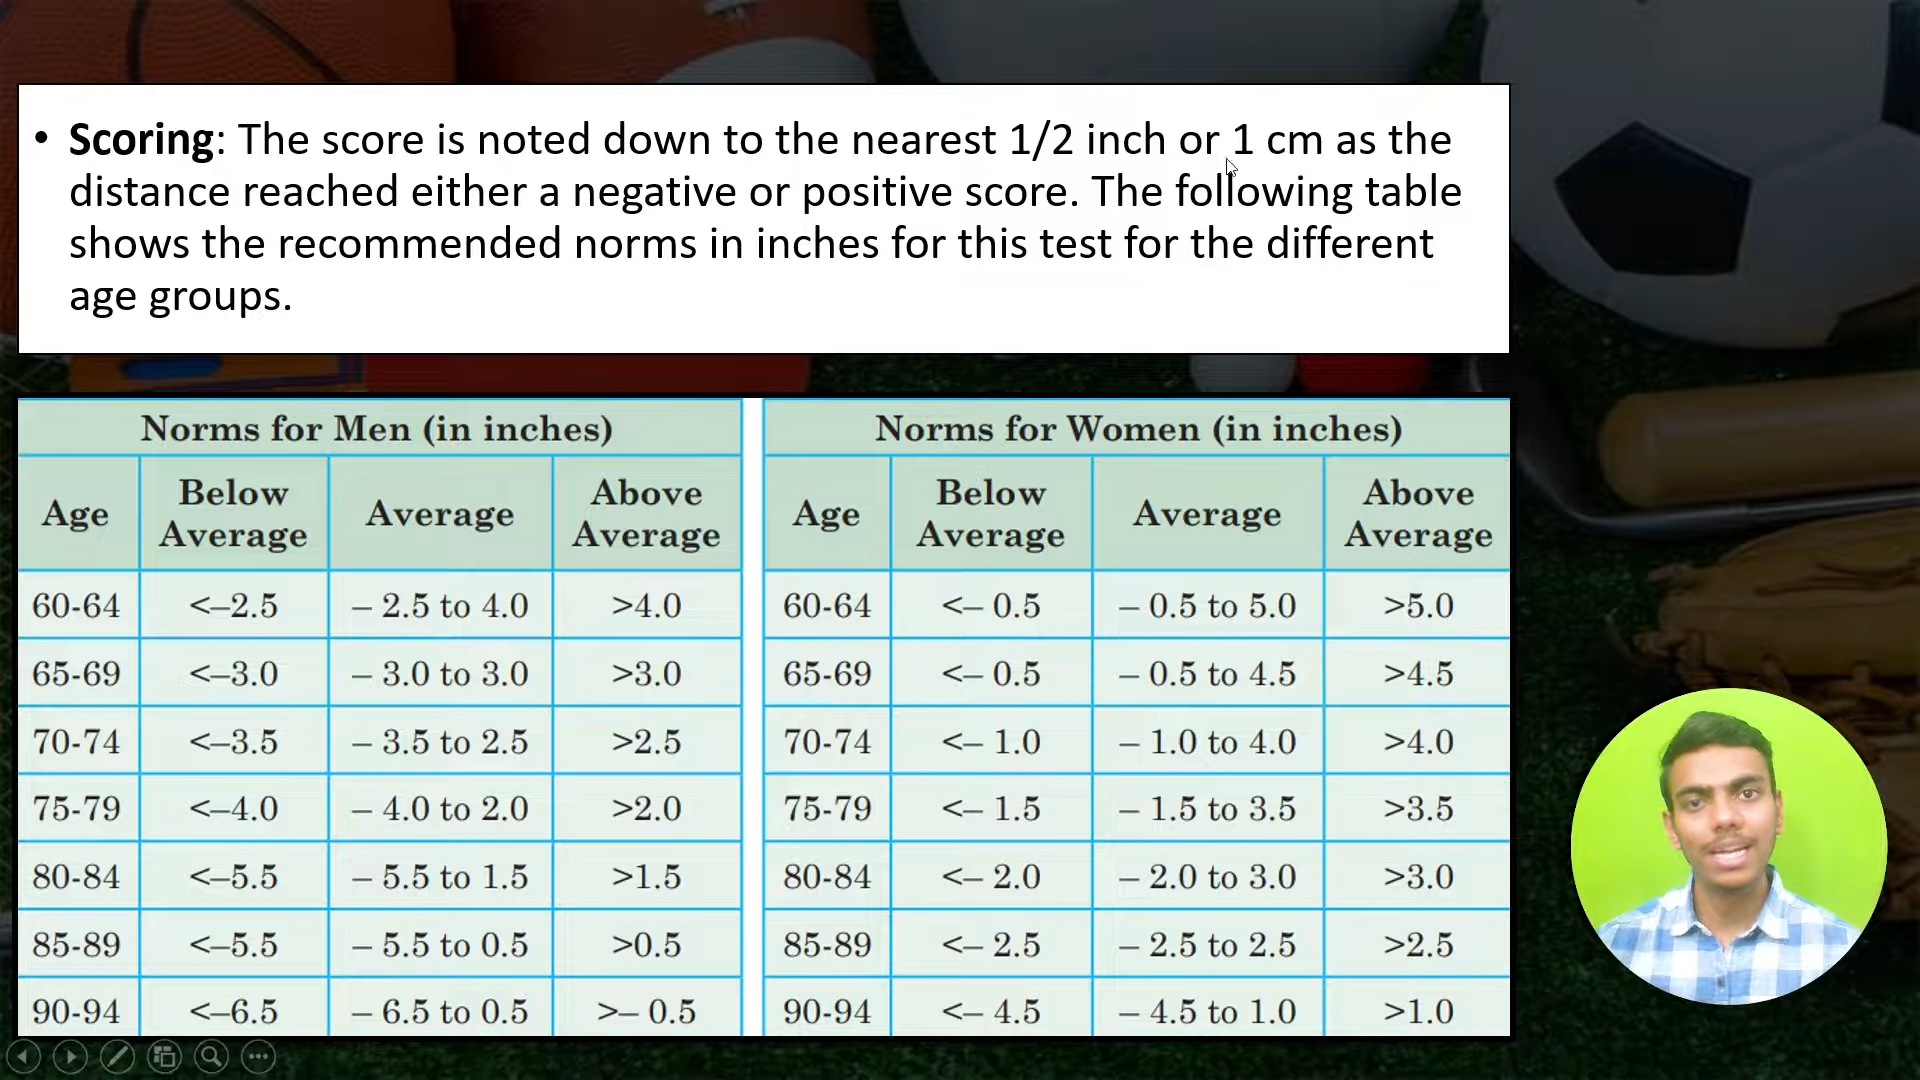 • Scoring: The score is noted down to the nearest 1/2 inch or 1 cm as the
distance reached either a negative or positive score. The following table
shows the recommended norms in inches for this test for the different
age groups.
Norms for Men (in inches)
Age Below Average Average Above Average
60-64 <–2.5 – 2.5 to 4.0 >4.0
65-69 <–3.0 – 3.0 to 3.0 >3.0
70-74 <–3.5 – 3.5 to 2.5 >2.5
75-79 <–4.0 – 4.0 to 2.0 >2.0
80-84 <–5.5 – 5.5 to 1.5 >1.5
85-89 <–5.5 – 5.5 to 0.5 >0.5
90-94 <–6.5 – 6.5 to 0.5 >– 0.5
Norms for Women (in inches)
Age Below Average Average Above Average
60-64 <– 0.5 – 0.5 to 5.0 >5.0
65-69 <– 0.5 – 0.5 to 4.5 >4.5
70-74 <– 1.0 – 1.0 to 4.0 >4.0
75-79 <– 1.5 – 1.5 to 3.5 >3.5
80-84 <– 2.0 – 2.0 to 3.0 >3.0
85-89 <– 2.5 – 2.5 to 2.5 >2.5
90-94 <– 4.5 – 4.5 to 1.0 >1.0